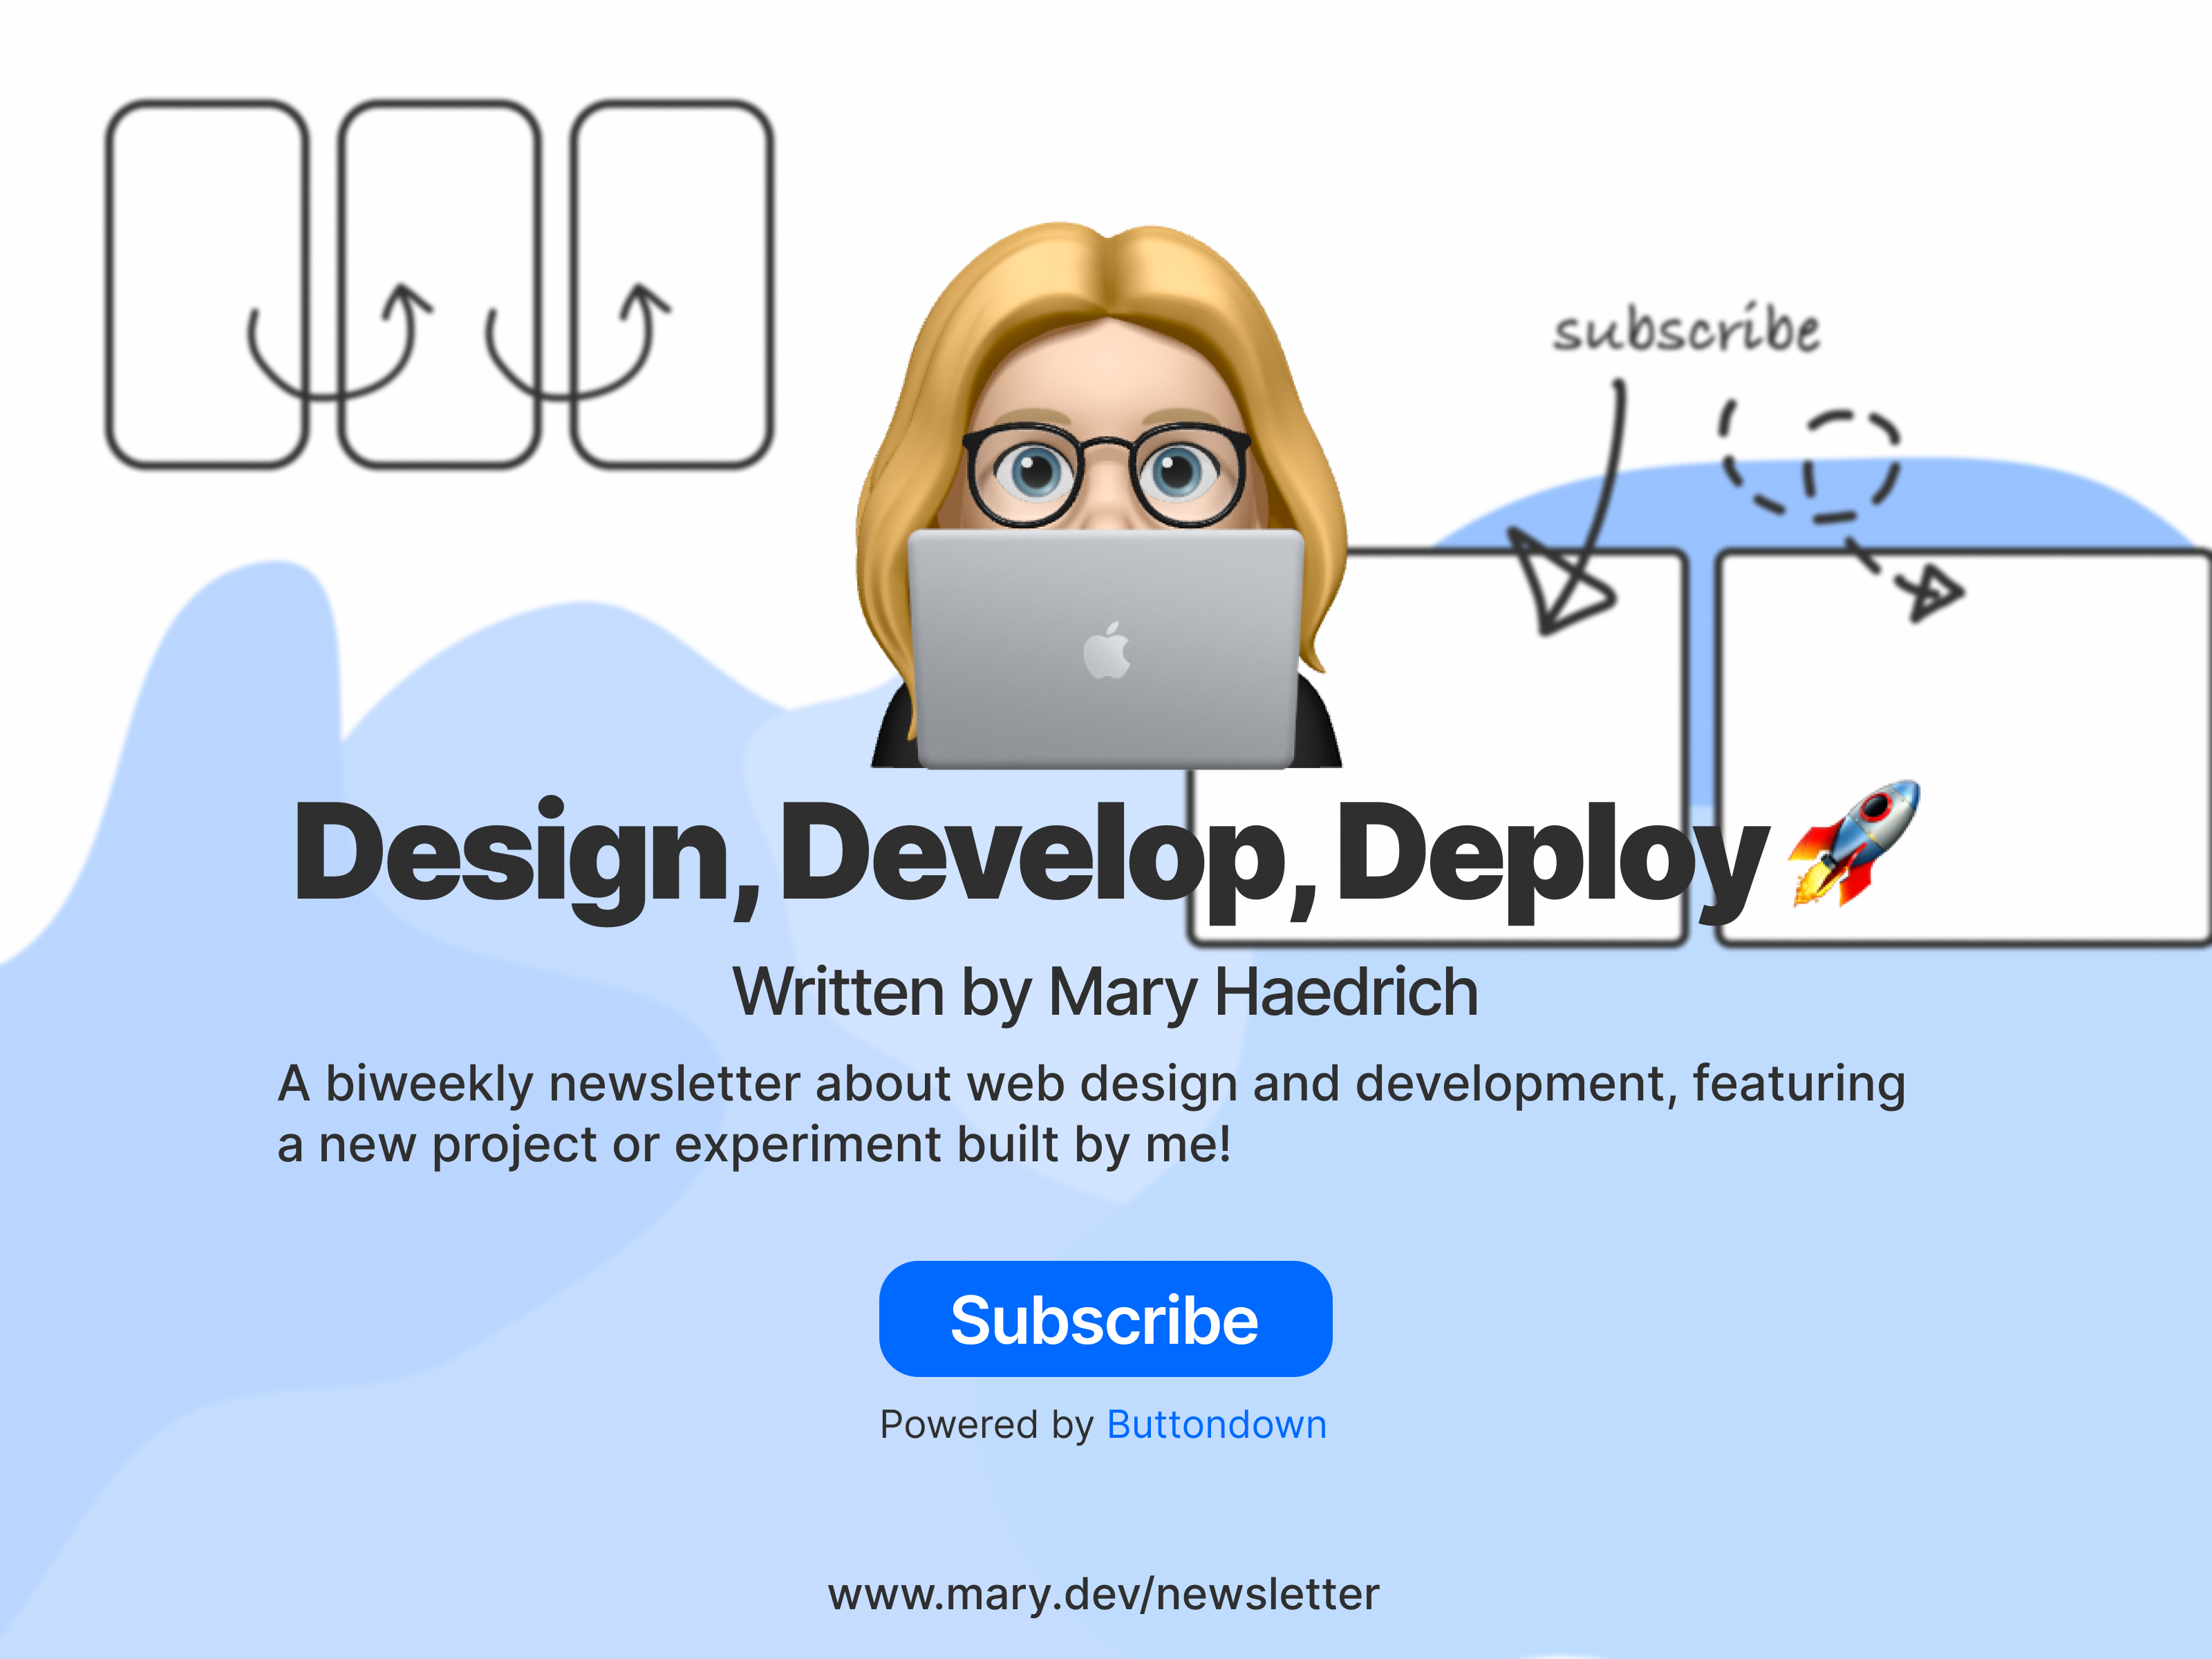 subscribe
Design, Develop, Deploy🚀
Written by Mary Haedrich
A biweekly newsletter about web design and development, featuring
a new project or experiment built by me!
Subscribe
Powered by Buttondown
www.mary.dev/newsletter